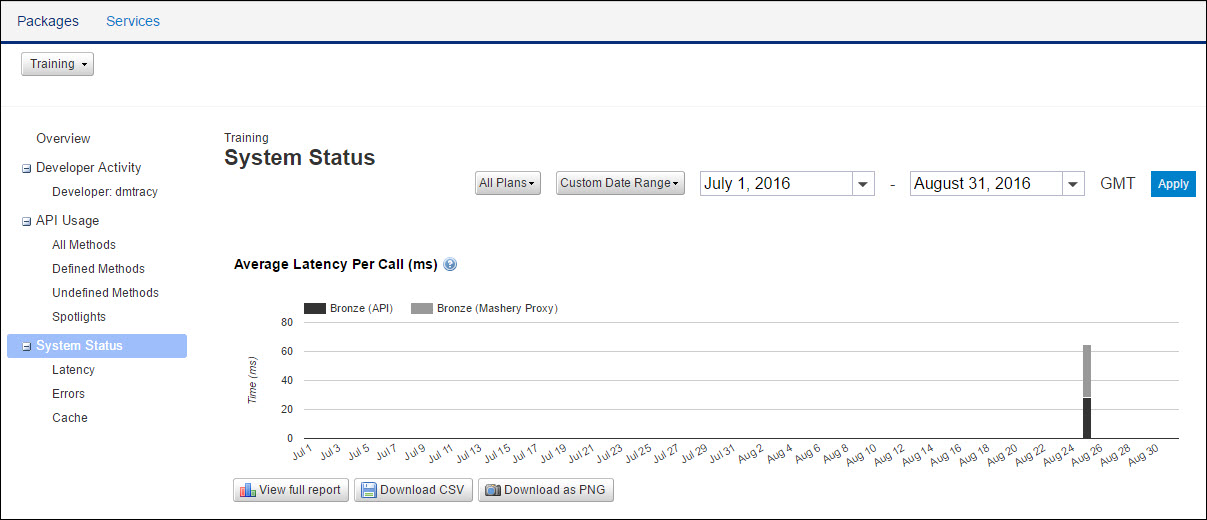 Packages Services
Training
Overview
Developer Activity
Developer: dmtracy
API Usage
All Methods
Defined Methods
Undefined Methods
Spotlights
System Status
Latency
Errors
Cache
Training
System Status
All Plans Custom Date Range July 1, 2016 - August 31, 2016 GMT Apply
Average Latency Per Call (ms) ?
Bronze (API) Bronze (Mashery Proxy)
80
60
40
20
0
Time (ms)
Jul 1 Jul 3 Jul 5 Jul 7 Jul 9 Jul 11 Jul 13 Jul 15 Jul 17 Jul 19 Jul 21 Jul 23 Jul 25 Jul 27 Jul 29 Jul 31 Aug 2 Aug 4 Aug 6 Aug 8 Aug 10 Aug 12 Aug 14 Aug 16 Aug 18 Aug 20 Aug 22 Aug 24 Aug 26 Aug 28 Aug 30
View full report Download CSV Download as PNG